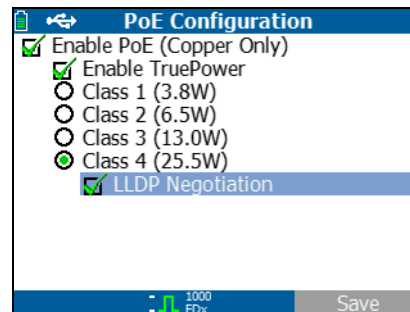 PoE Configuration
Enable PoE (Copper Only)
Enable TruePower
Class 1 (3.8W)
Class 2 (6.5W)
Class 3 (13.0W)
Class 4 (25.5W)
LLDP Negotiation
1000
FDx
Save